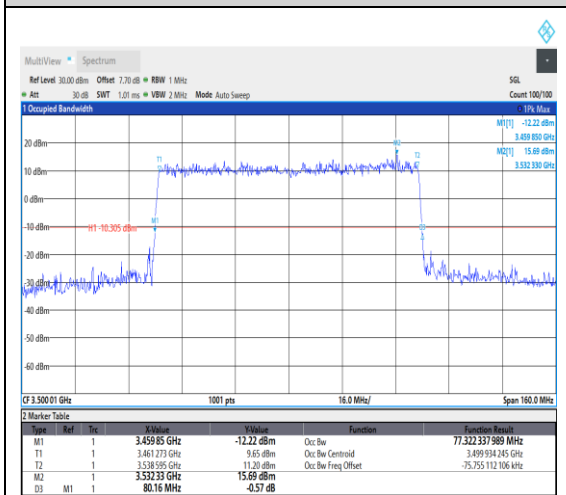 MultiView Spectrum
Ref Level 30.00 dBm Offset 7.70 dB RBW 1 MHz SGL
Att 30 dB SWT 1.01 ms VBW 2 MHz Mode Auto Sweep Count 100/100
1 Occupied Bandwidth 1Pk Max
M1[1] -12.22 dBm
3.459 850 GHz
M2[1] 15.69 dBm
3.532 330 GHz
20 dBm
M2
T1 T2
10 dBm
0 dBm
M1
-10 dBm H1 -10.305 dBm D3
-20 dBm
-30 dBm
-40 dBm
-50 dBm
-60 dBm
CF 3.500 01 GHz 1001 pts 16.0 MHz/ Span 160.0 MHz
2 Marker Table
Type Ref Trc X-Value Y-Value Function Function Result
M1 1 3.459 85 GHz -12.22 dBm Occ Bw 77.322 337 989 MHz
T1 1 3.461 273 GHz 9.65 dBm Occ Bw Centroid 3.499 934 245 GHz
T2 1 3.538 595 GHz 11.20 dBm Occ Bw Freq Offset -75.755 112 106 kHz
M2 1 3.532 33 GHz 15.69 dBm
D3 M1 1 80.16 MHz -0.57 dB